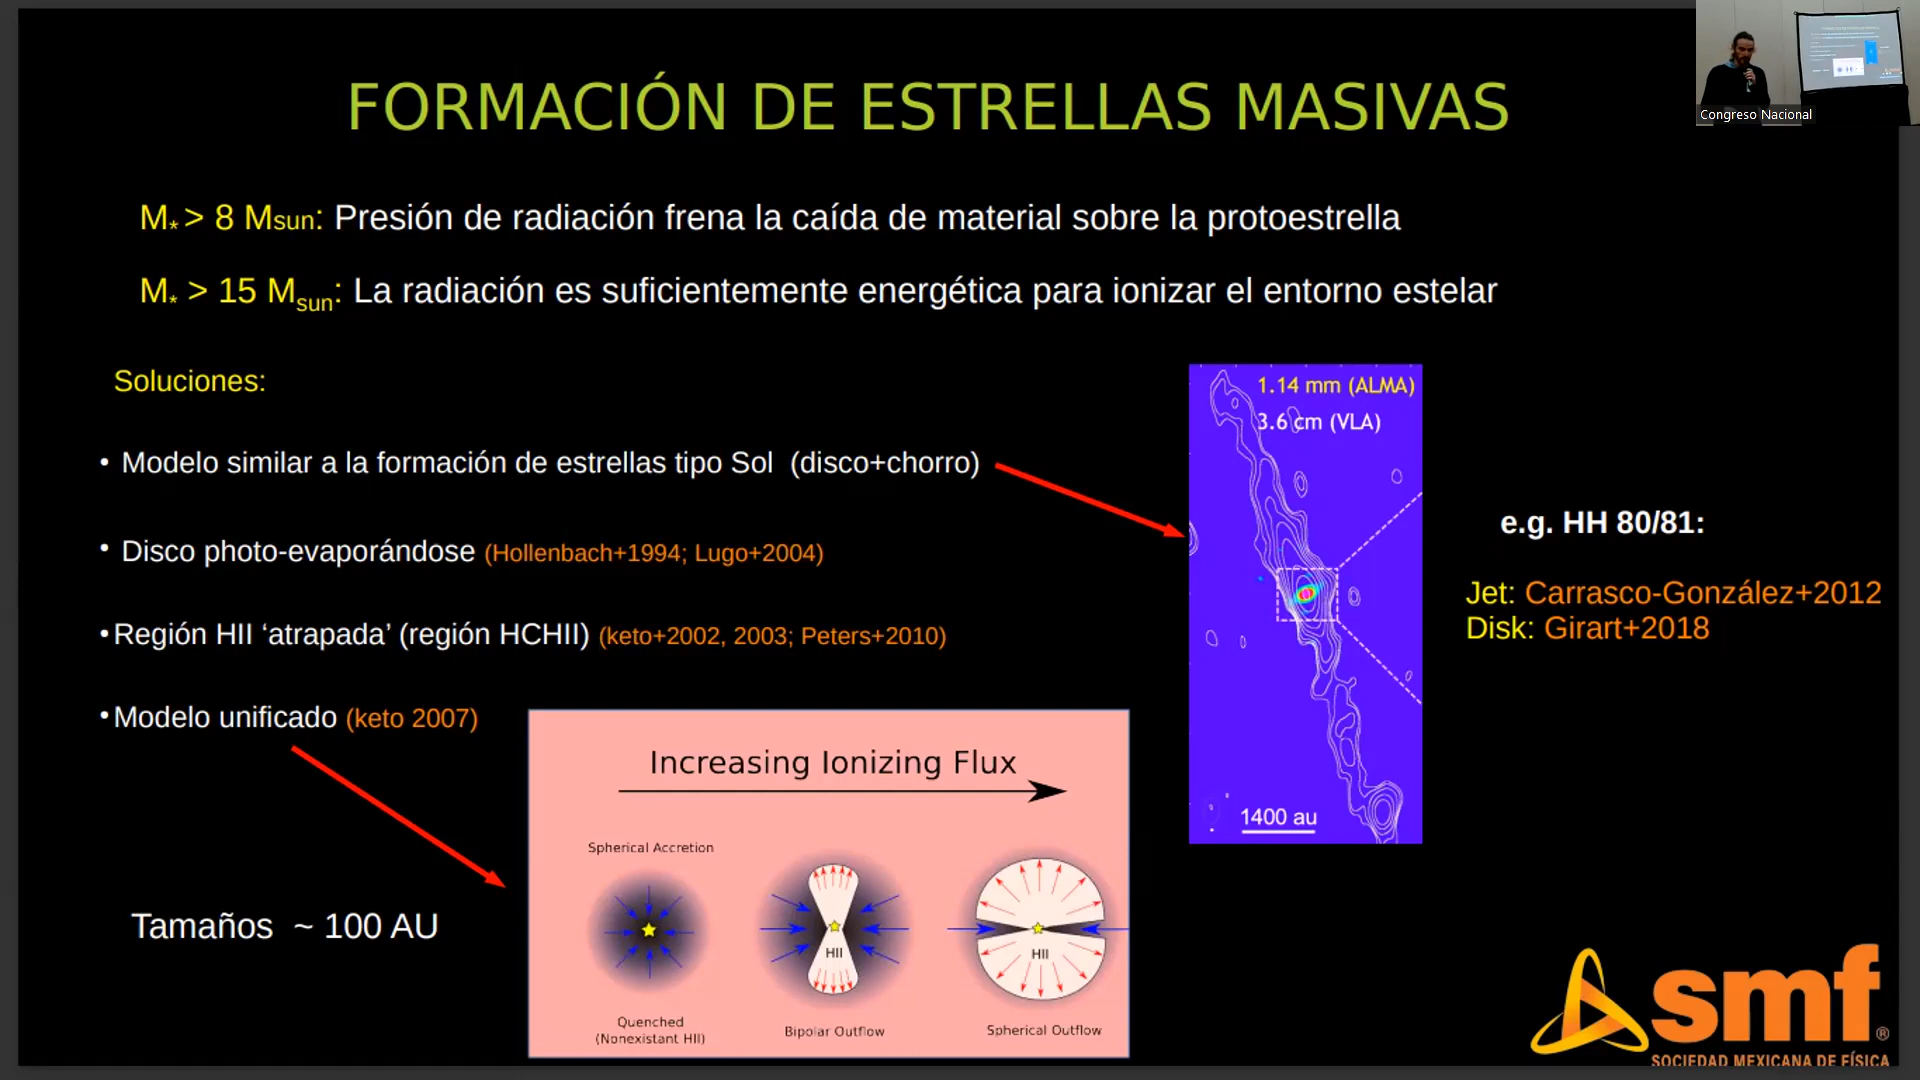 FORMACIÓN DE ESTRELLAS MASIVAS
Congreso Nacional
M* > 8 Msun: Presión de radiación frena la caída de material sobre la protoestrella
M* > 15 Msun: La radiación es suficientemente energética para ionizar el entorno estelar
Soluciones:
• Modelo similar a la formación de estrellas tipo Sol (disco+chorro)
• Disco photo-evaporándose (Hollenbach+1994; Lugo+2004)
• Región HII ‘atrapada’ (región HCHII) (keto+2002, 2003; Peters+2010)
• Modelo unificado (keto 2007)
Tamaños ~ 100 AU
1.14 mm (ALMA)
3.6 cm (VLA)
1400 au
e.g. HH 80/81:
Jet: Carrasco-González+2012
Disk: Girart+2018
Increasing Ionizing Flux
Spherical Accretion
HII
HII
Quenched
(Nonexistant HII)
Bipolar Outflow
Spherical Outflow
smf®
SOCIEDAD MEXICANA DE FÍSICA